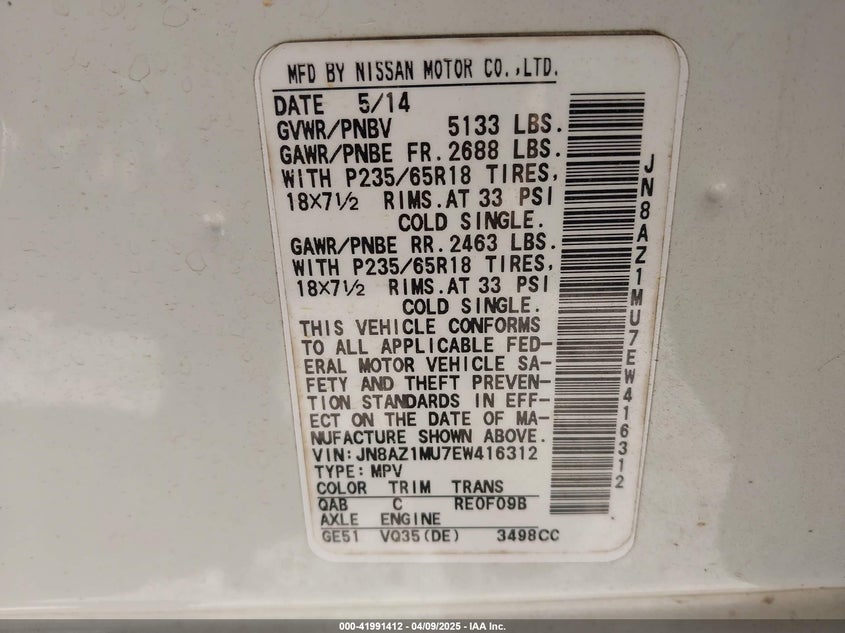 MFD BY NISSAN MOTOR CO.,LTD.
DATE 5/14
GVWR/PNBV 5133 LBS.
GAWR/PNBE FR. 2688 LBS.
WITH P235/65R18 TIRES,
18×7½ RIMS. AT 33 PSI
COLD SINGLE.
GAWR/PNBE RR. 2463 LBS.
WITH P235/65R18 TIRES,
18×7½ RIMS. AT 33 PSI
COLD SINGLE.
THIS VEHICLE CONFORMS
TO ALL APPLICABLE FED-
ERAL MOTOR VEHICLE SA-
FETY AND THEFT PREVEN-
TION STANDARDS IN EFF-
ECT ON THE DATE OF MA-
NUFACTURE SHOWN ABOVE.
VIN: JN8AZ1MU7EW416312
TYPE: MPV
COLOR TRIM TRANS
QAB C RE0F09B
AXLE ENGINE
GE51 VQ35(DE) 3498CC
JN8AZ1MU7EW416312
000-41991412 - 04/09/2025 - IAA Inc.